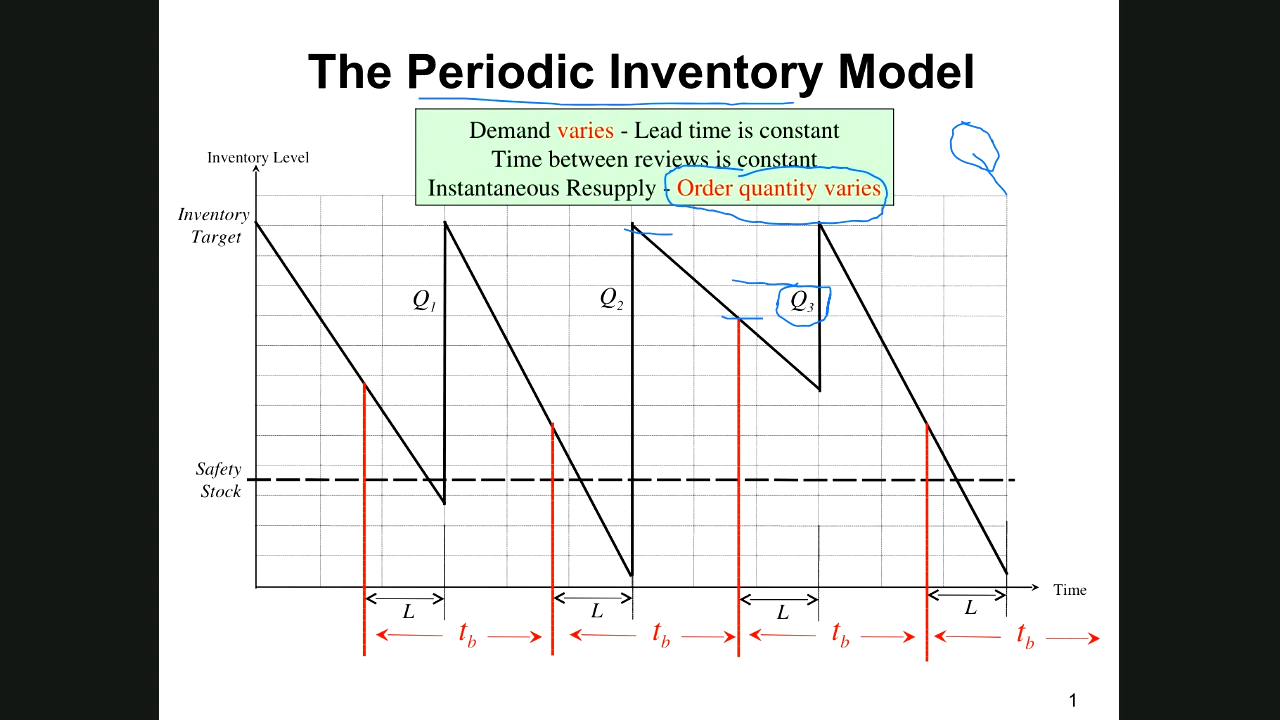 The Periodic Inventory Model
Demand varies - Lead time is constant
Time between reviews is constant
Instantaneous Resupply - Order quantity varies
Inventory Level
Inventory
Target
Q1
Q2
Q3
Safety
Stock
Time
L
L
L
L
tb
tb
tb
tb
1